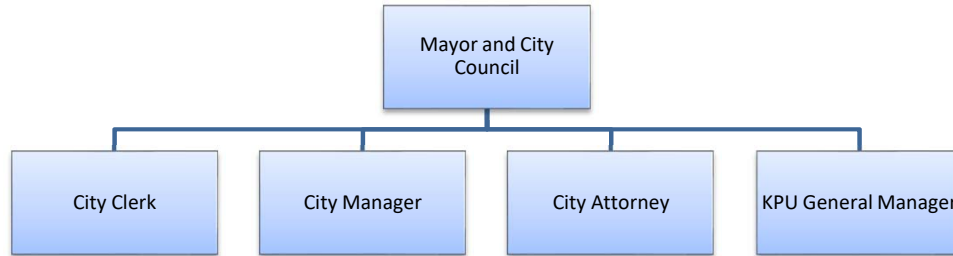 Mayor and City
Council
City Clerk
City Manager
City Attorney
KPU General Manager